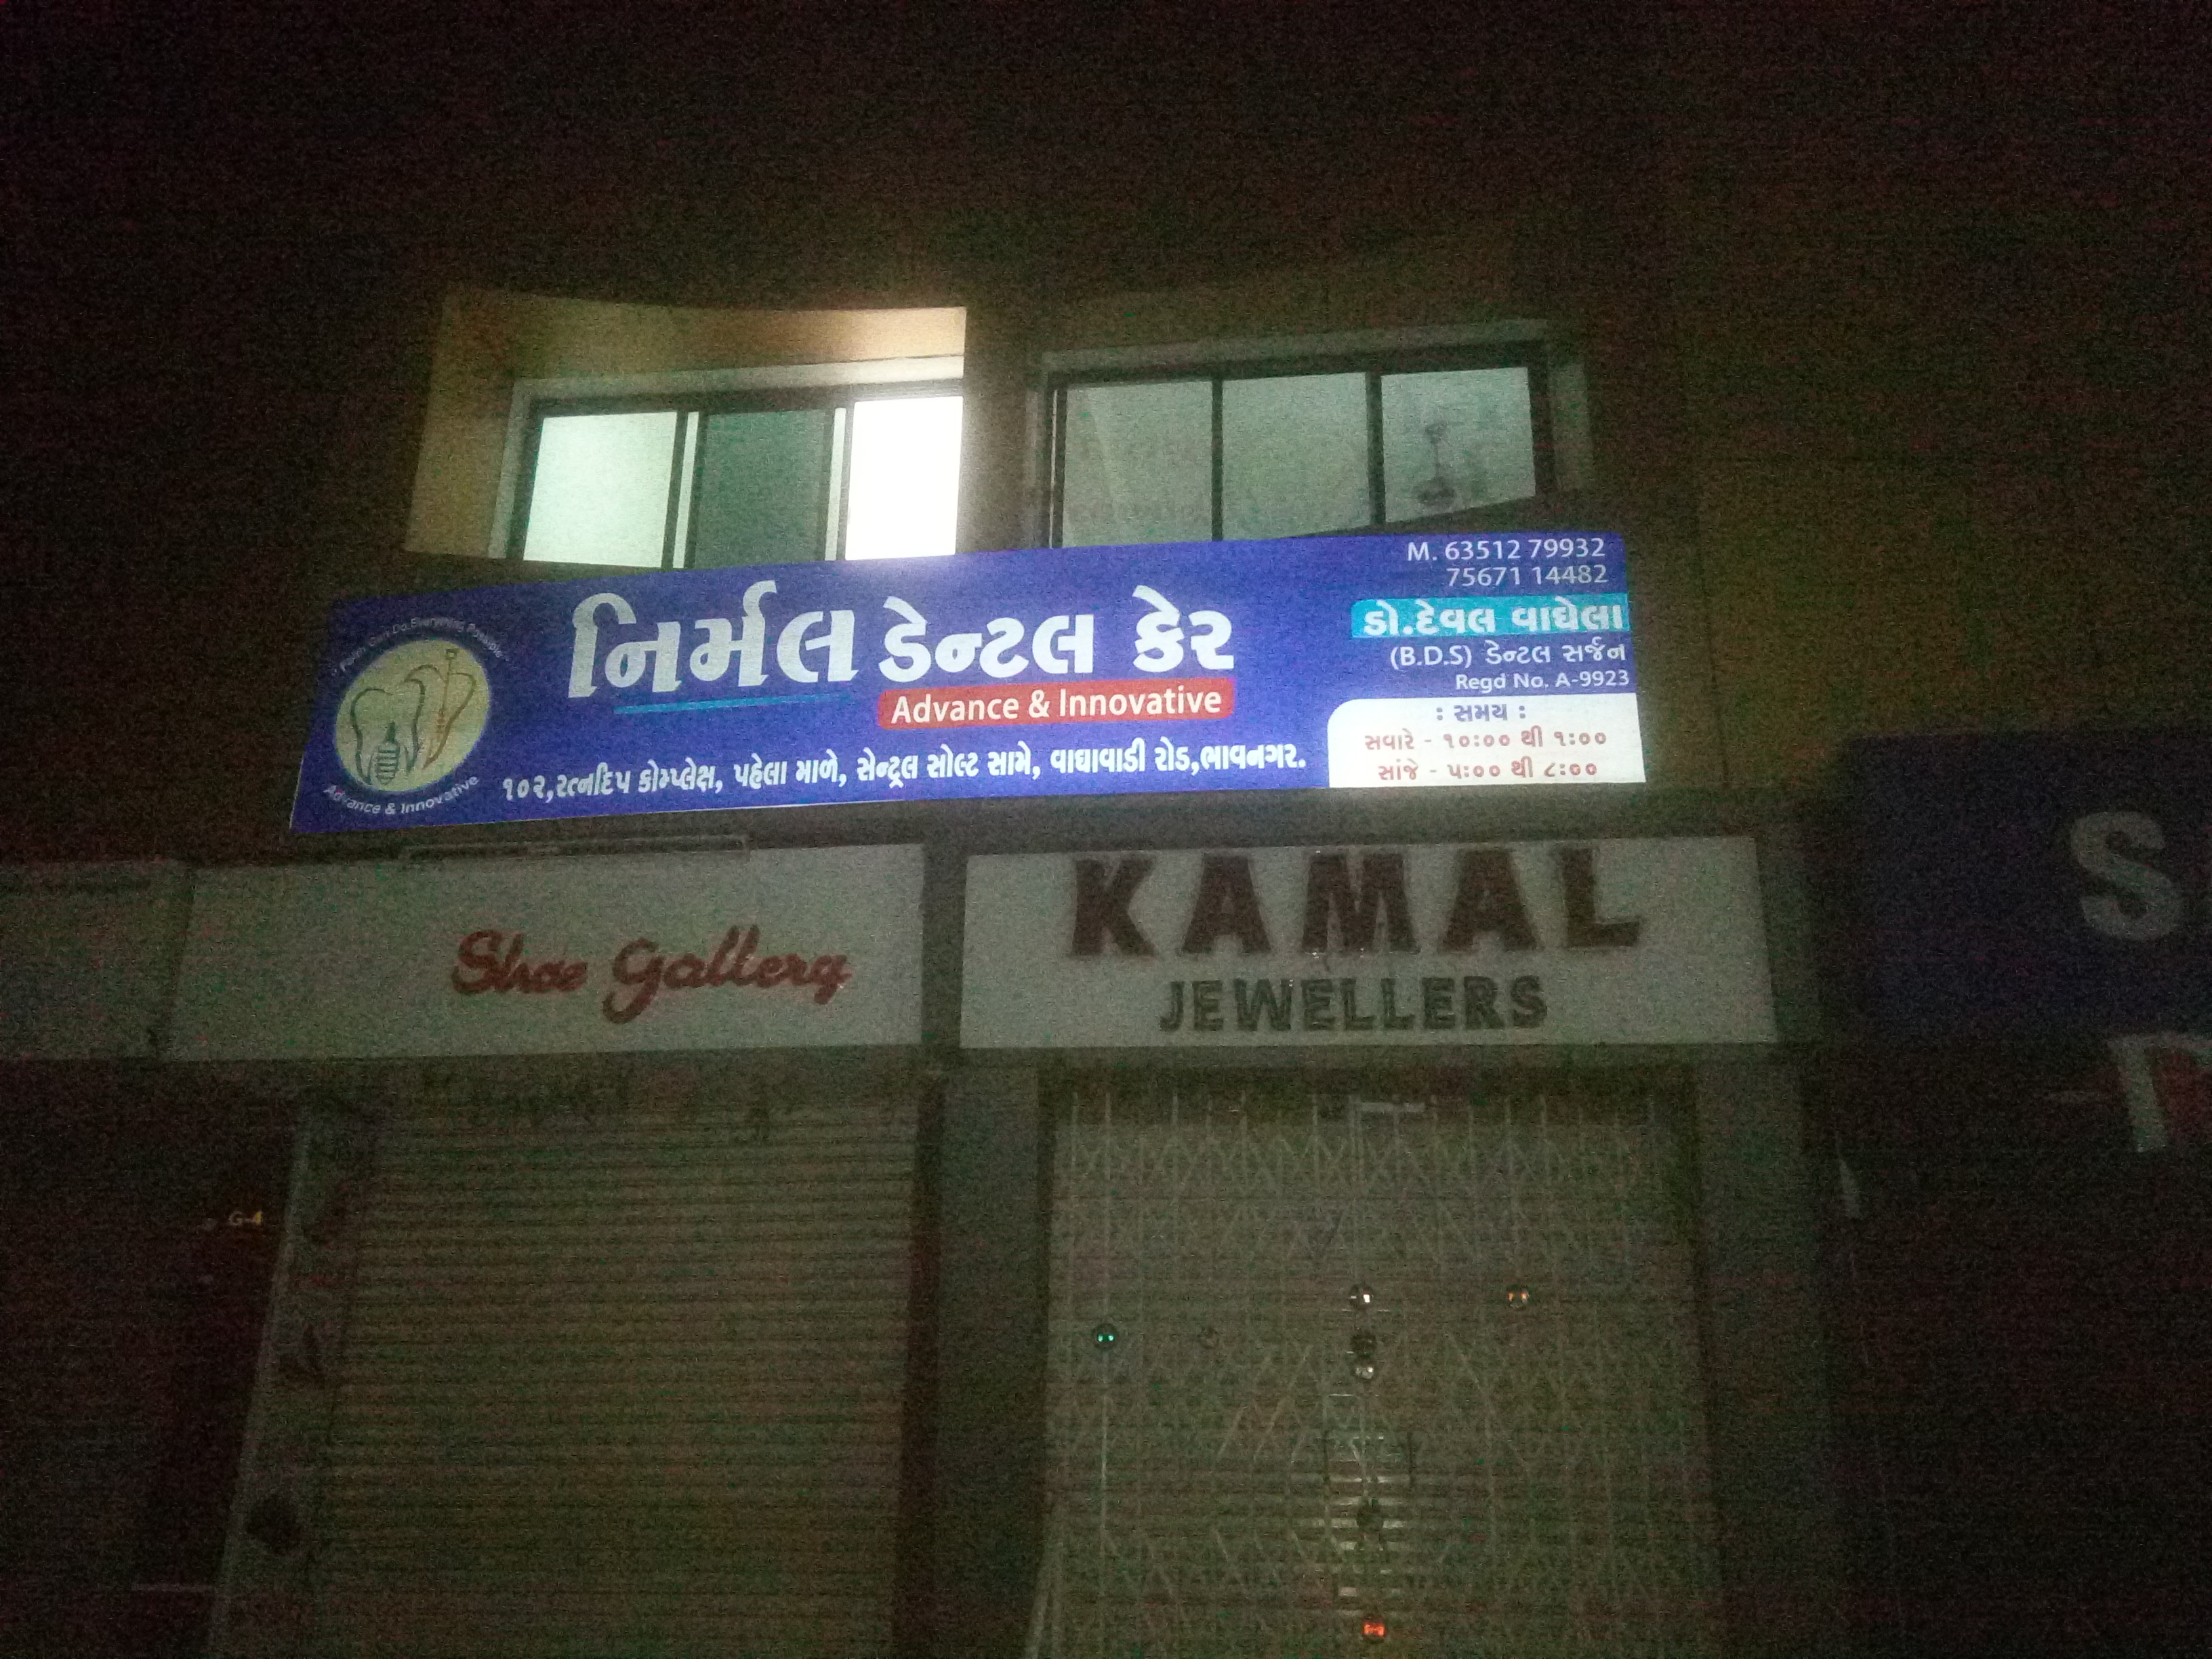 M. 63512 79932
75671 14482
નિર્મલ ડેન્ટલ કેર
Advance & Innovative
ડો.દેવલ વાઘેલા
(B.D.S) ડેન્ટલ સર્જન
Regd No. A-9923
: સમય :
સવારે - ૧૦:૦૦ થી ૧:૦૦
સાંજે - ૫:૦૦ થી ૮:૦૦
Advance & Innovative
૧૦૨,રત્નદિપ કોમ્પ્લેક્ષ, પહેલા માળે, સેન્ટ્રલ સોલ્ટ સામે, વાઘાવાડી રોડ,ભાવનગર.
Shoe Gallery
KAMAL
JEWELLERS
S
G-4